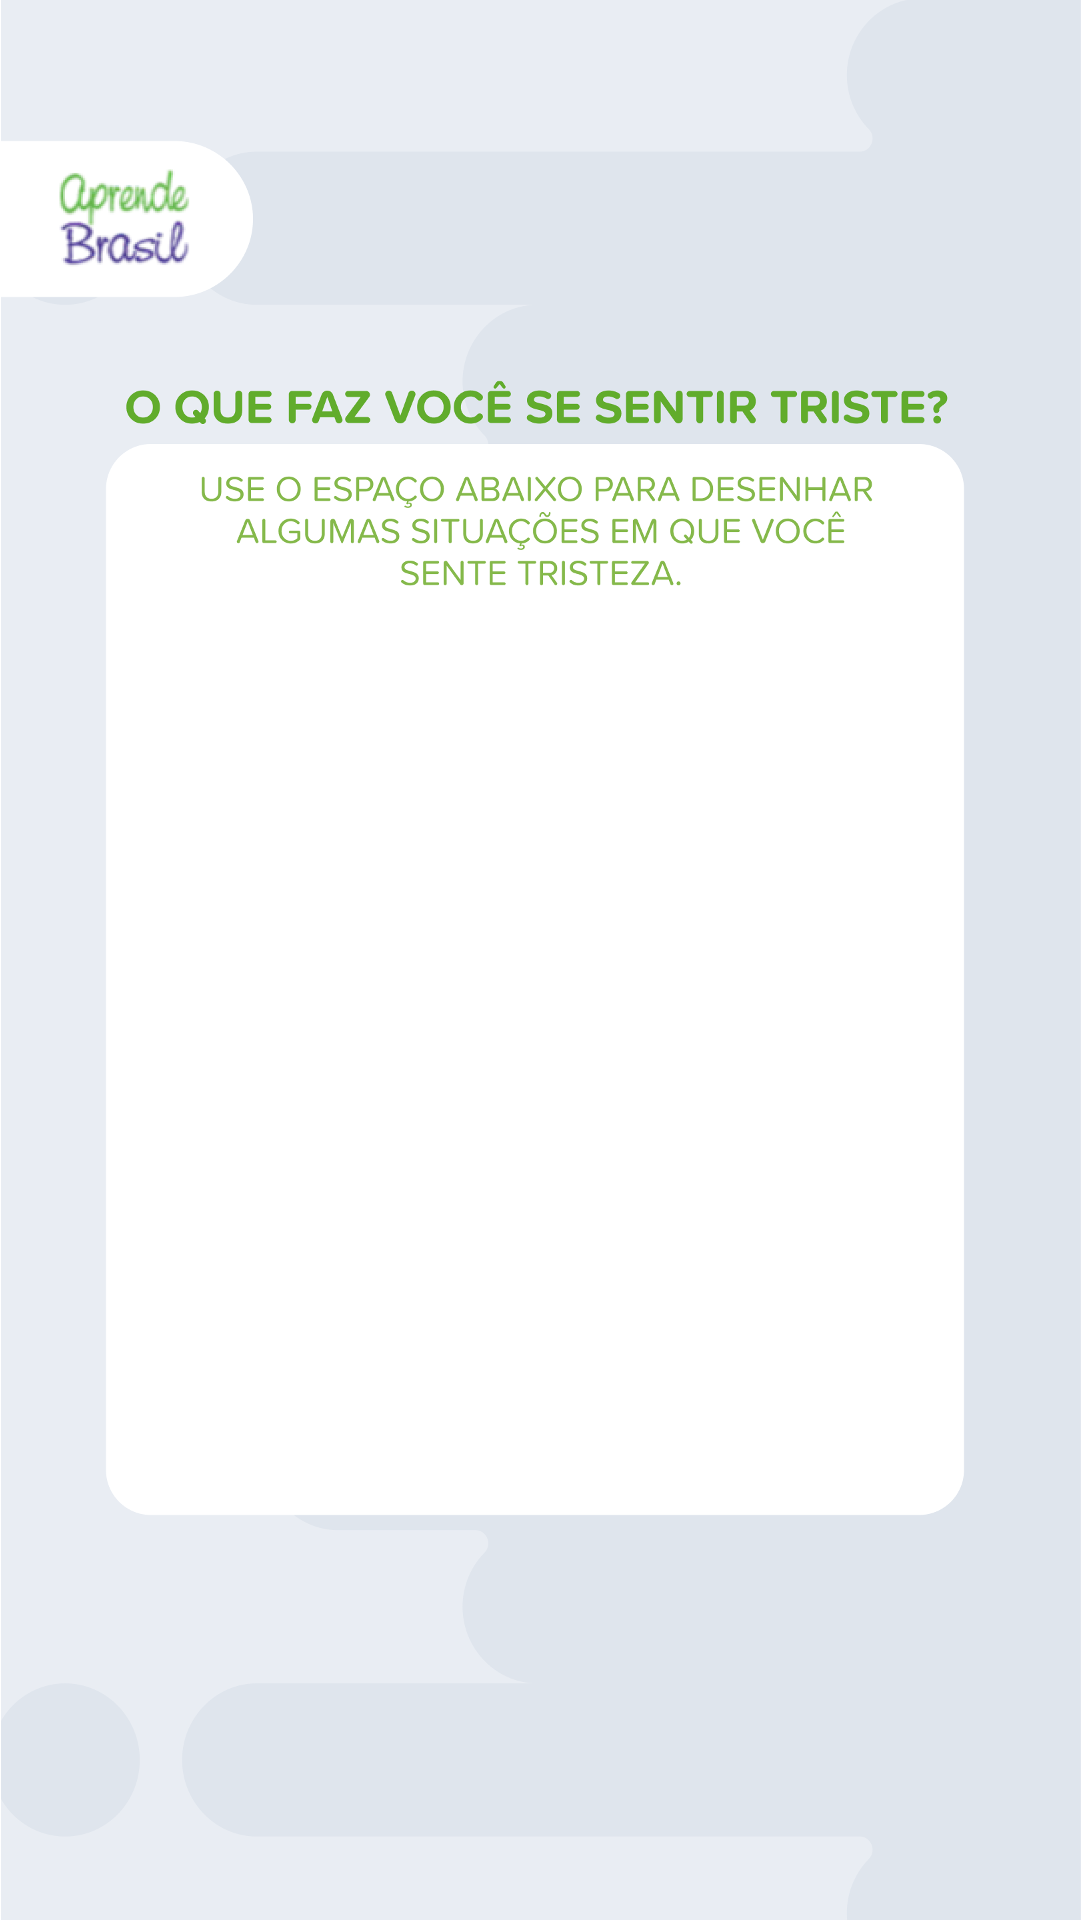 aprende
Brasil
O QUE FAZ VOCÊ SE SENTIR TRISTE?
USE O ESPAÇO ABAIXO PARA DESENHAR
ALGUMAS SITUAÇÕES EM QUE VOCÊ
SENTE TRISTEZA.